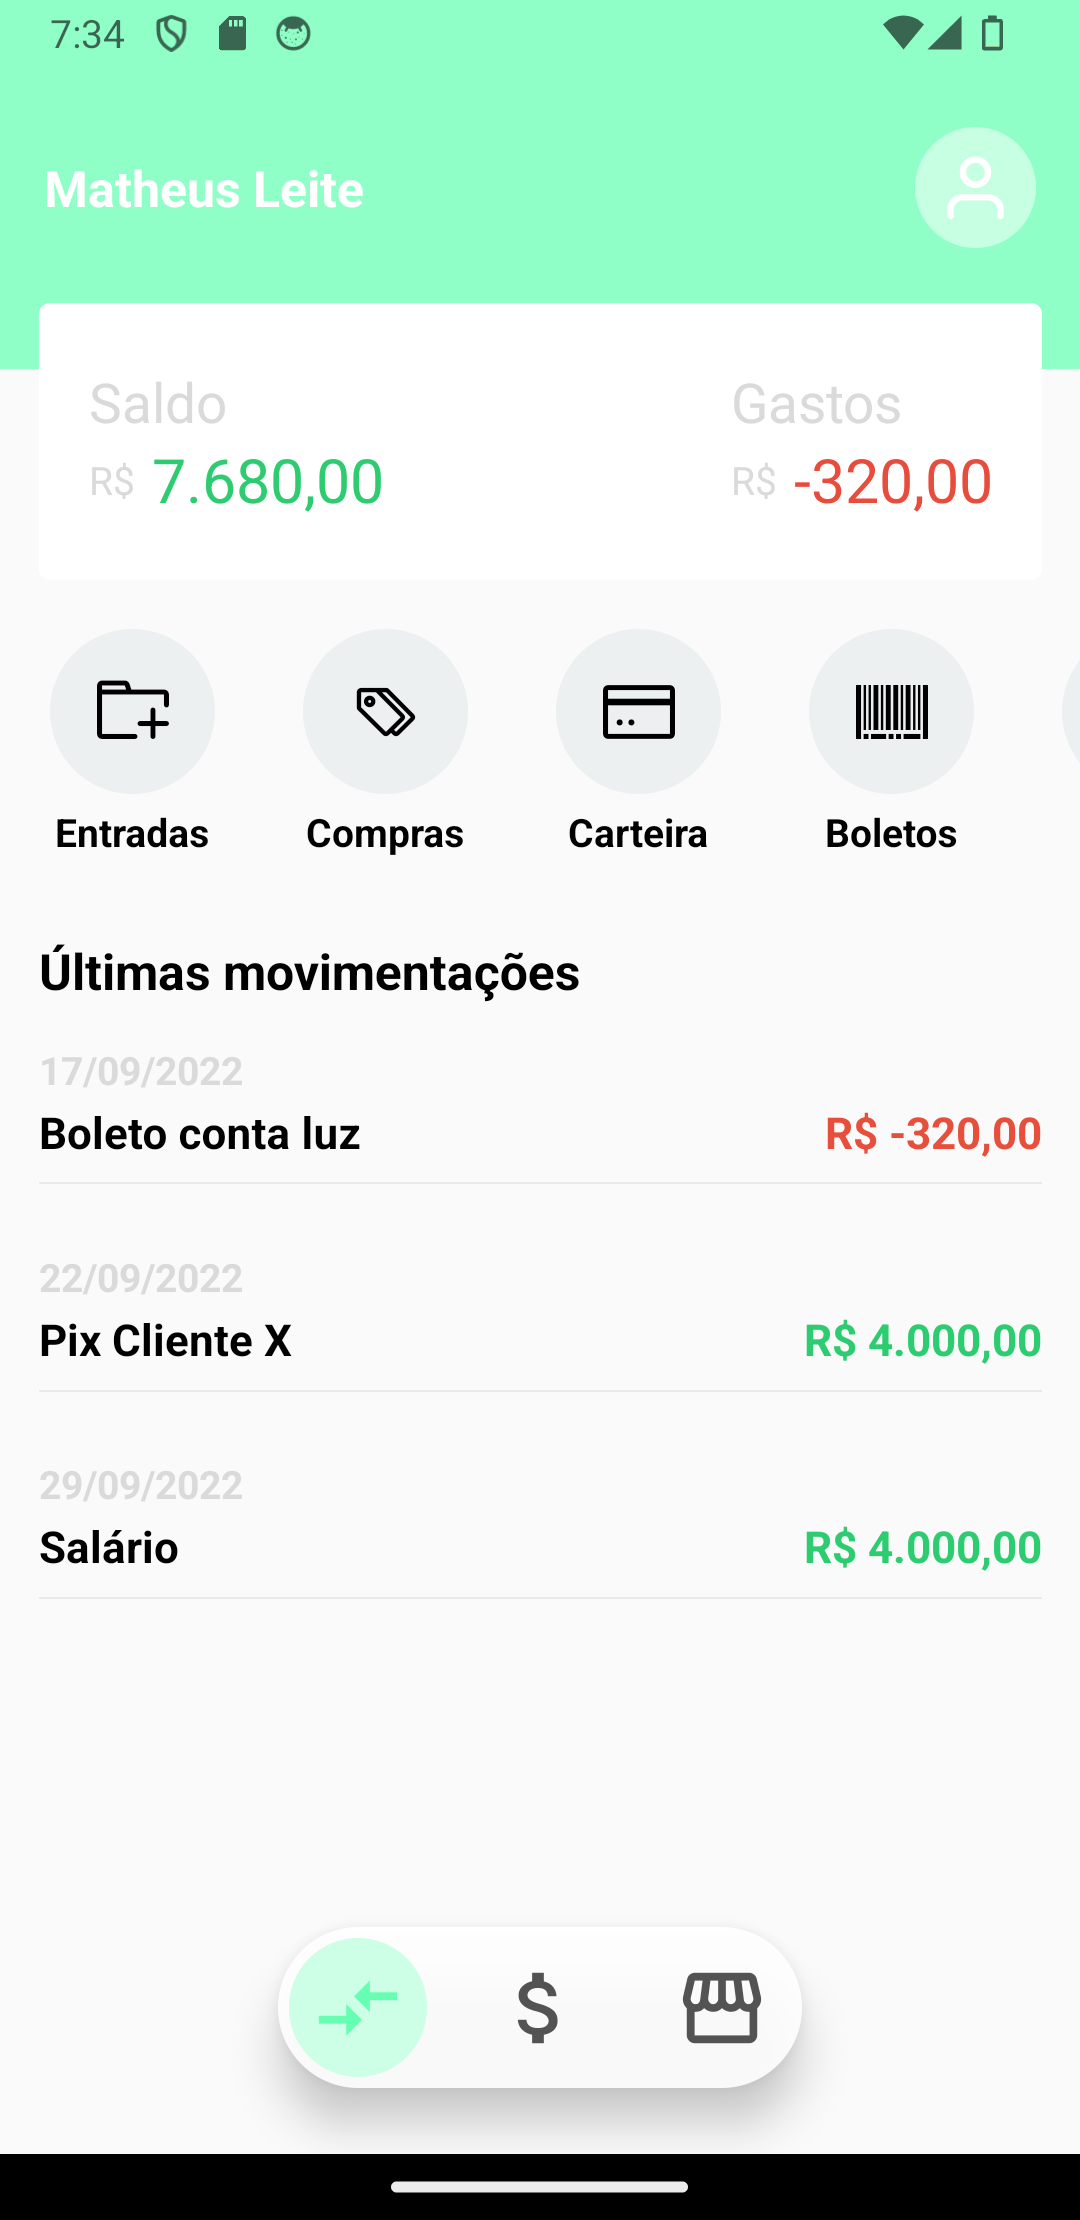 7:34
Matheus Leite
Saldo
Gastos
R$ 7.680,00
R$ -320,00
Entradas
Compras
Carteira
Boletos
Últimas movimentações
17/09/2022
Boleto conta luz
R$ -320,00
22/09/2022
Pix Cliente X
R$ 4.000,00
29/09/2022
Salário
R$ 4.000,00